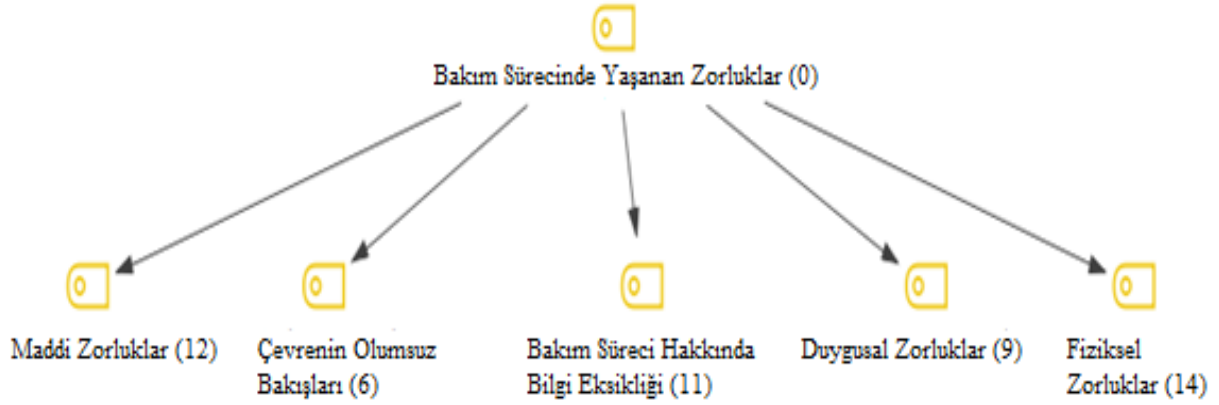 Bakım Sürecinde Yaşanan Zorluklar (0)
Maddi Zorluklar (12)
Çevrenin Olumsuz
Bakışları (6)
Bakım Süreci Hakkında
Bilgi Eksikliği (11)
Duygusal Zorluklar (9)
Fiziksel
Zorluklar (14)